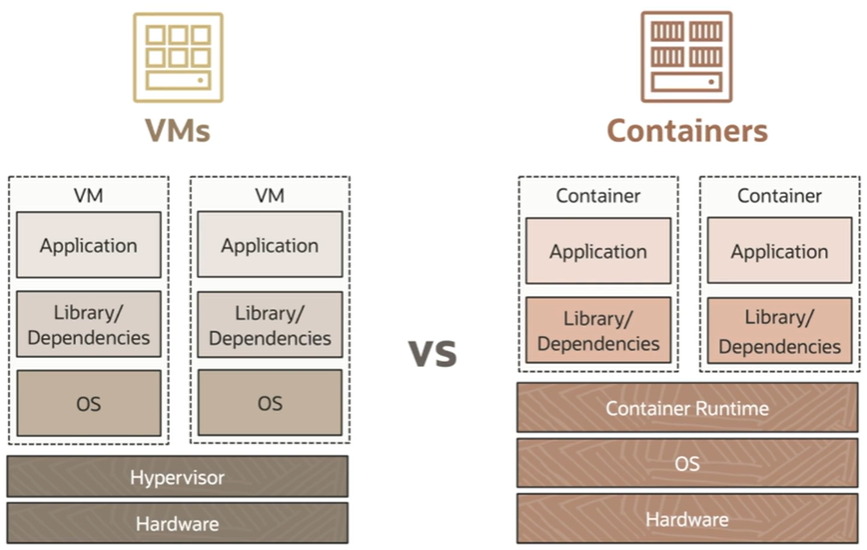 VMs
VM
VM
Application
Application
Library/
Dependencies
Library/
Dependencies
OS
OS
Hypervisor
Hardware
vs
Containers
Container
Container
Application
Application
Library/
Dependencies
Library/
Dependencies
Container Runtime
OS
Hardware